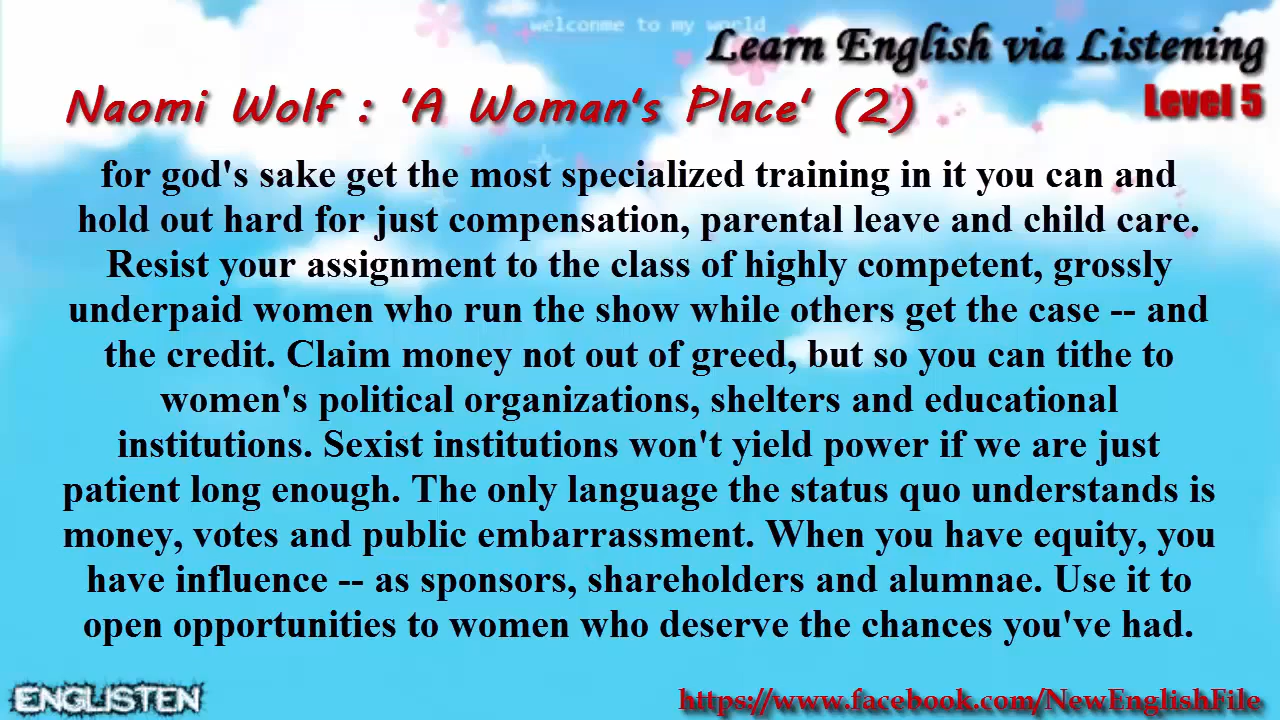 welconme to my world
Learn English via Listening
Level 5
Naomi Wolf : 'A Woman's Place' (2)
for god's sake get the most specialized training in it you can and
hold out hard for just compensation, parental leave and child care.
Resist your assignment to the class of highly competent, grossly
underpaid women who run the show while others get the case -- and
the credit. Claim money not out of greed, but so you can tithe to
women's political organizations, shelters and educational
institutions. Sexist institutions won't yield power if we are just
patient long enough. The only language the status quo understands is
money, votes and public embarrassment. When you have equity, you
have influence -- as sponsors, shareholders and alumnae. Use it to
open opportunities to women who deserve the chances you've had.
ENGLISTEN
https://www.facebook.com/NewEnglishFile